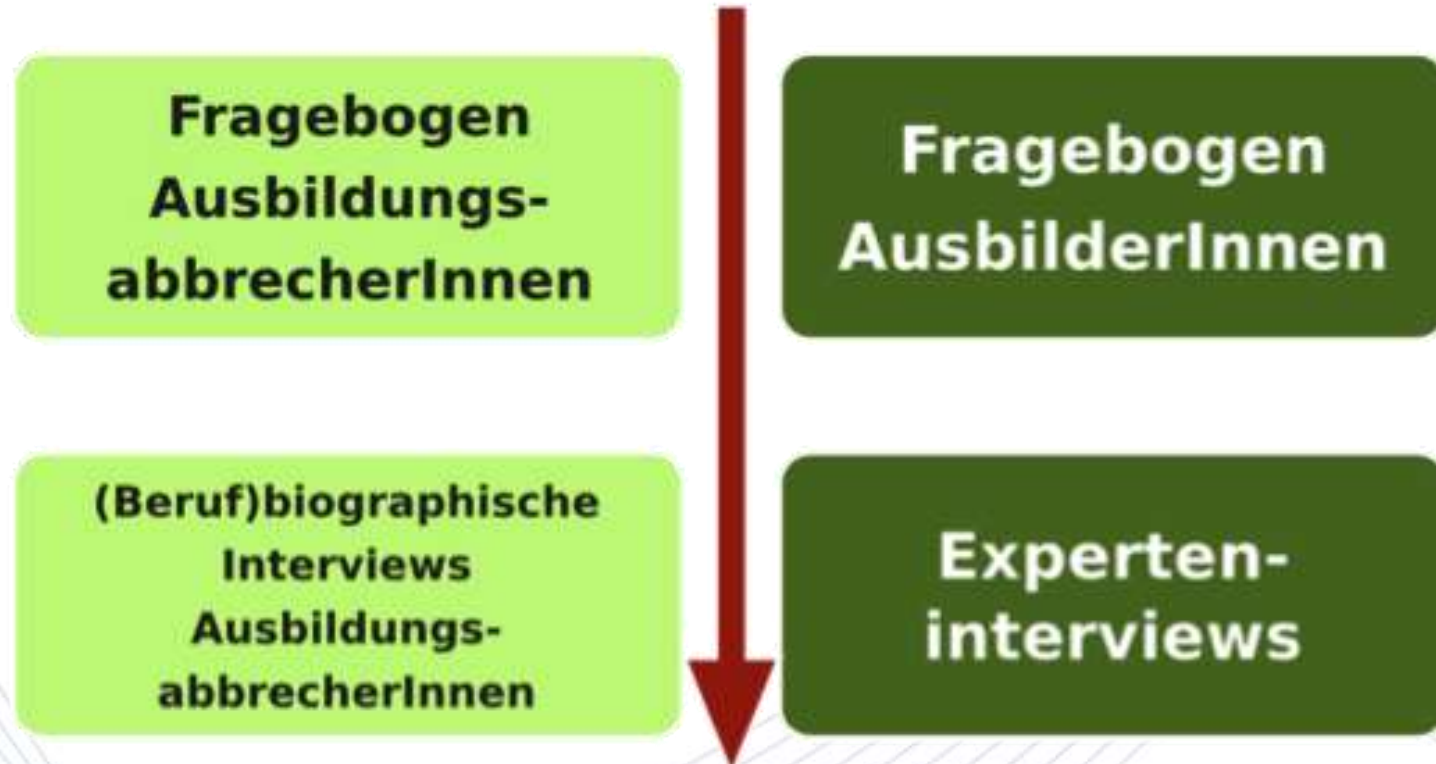 Fragebogen
Ausbildungs-
abbrecherInnen
Fragebogen
AusbilderInnen
(Beruf)biographische
Interviews
Ausbildungs-
abbrecherInnen
Experten-
interviews